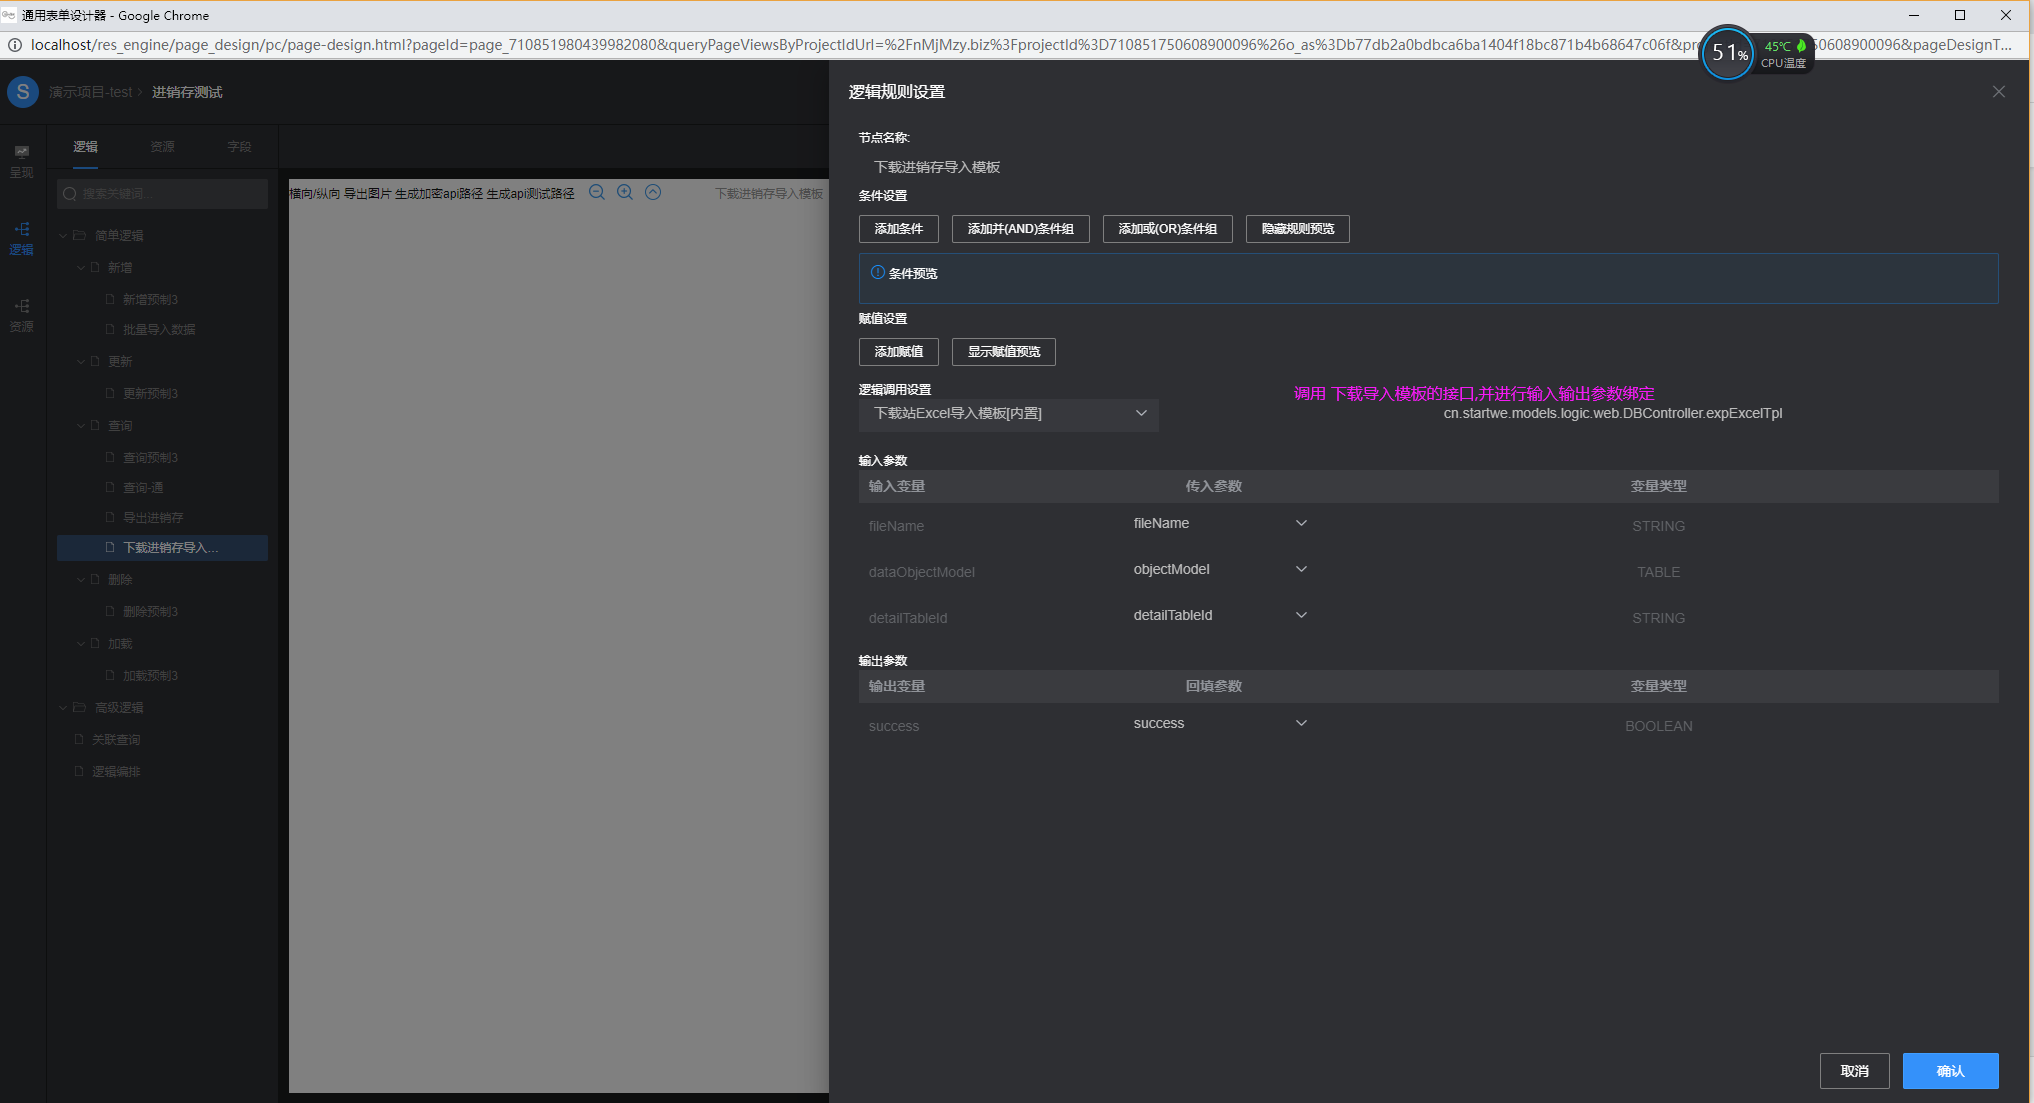 通用表单设计器 - Google Chrome
localhost/res_engine/page_design/pc/page-design.html?pageId=page_710851980439982080&queryPageViewsByProjectIdUrl=%2FnMjMzy.biz%3FprojectId%3D710851750608900096%26o_as%3Db77db2a0bdbca6ba1404f18bc871b4b68647c06f&pr
50608900096&pageDesignT...
51%
45℃
CPU温度
S
演示项目-test
进销存测试
呈现
逻辑
资源
逻辑 资源 字段
搜索关键词...
简单逻辑
新增
新增预制3
批量导入数据
更新
更新预制3
查询
查询预制3
查询-通
导出进销存
下载进销存导入...
删除
删除预制3
加载
加载预制3
高级逻辑
关联查询
逻辑编排
横向/纵向 导出图片 生成加密api路径 生成api测试路径
下载进销存导入模板
逻辑规则设置
节点名称:
下载进销存导入模板
条件设置
添加条件 添加并(AND)条件组 添加或(OR)条件组 隐藏规则预览
条件预览
赋值设置
添加赋值 显示赋值预览
逻辑调用设置
下载站Excel导入模板[内置]
调用 下载导入模板的接口,并进行输入输出参数绑定
cn.startwe.models.logic.web.DBController.expExcelTpl
输入参数
输入变量 传入参数 变量类型
fileName fileName STRING
dataObjectModel objectModel TABLE
detailTableId detailTableId STRING
输出参数
输出变量 回填参数 变量类型
success success BOOLEAN
取消 确认